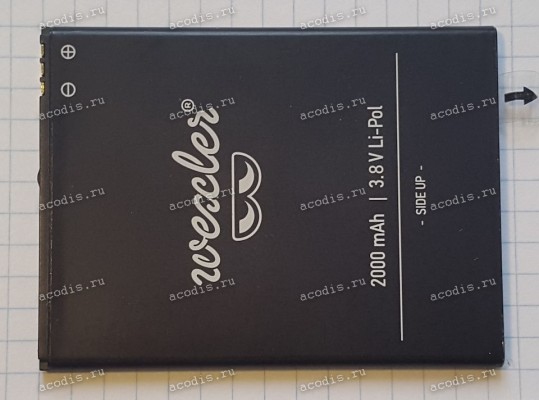 wexler®
2000 mAh | 3.8 V Li-Pol
- SIDE UP -
+
-
acodis.ru